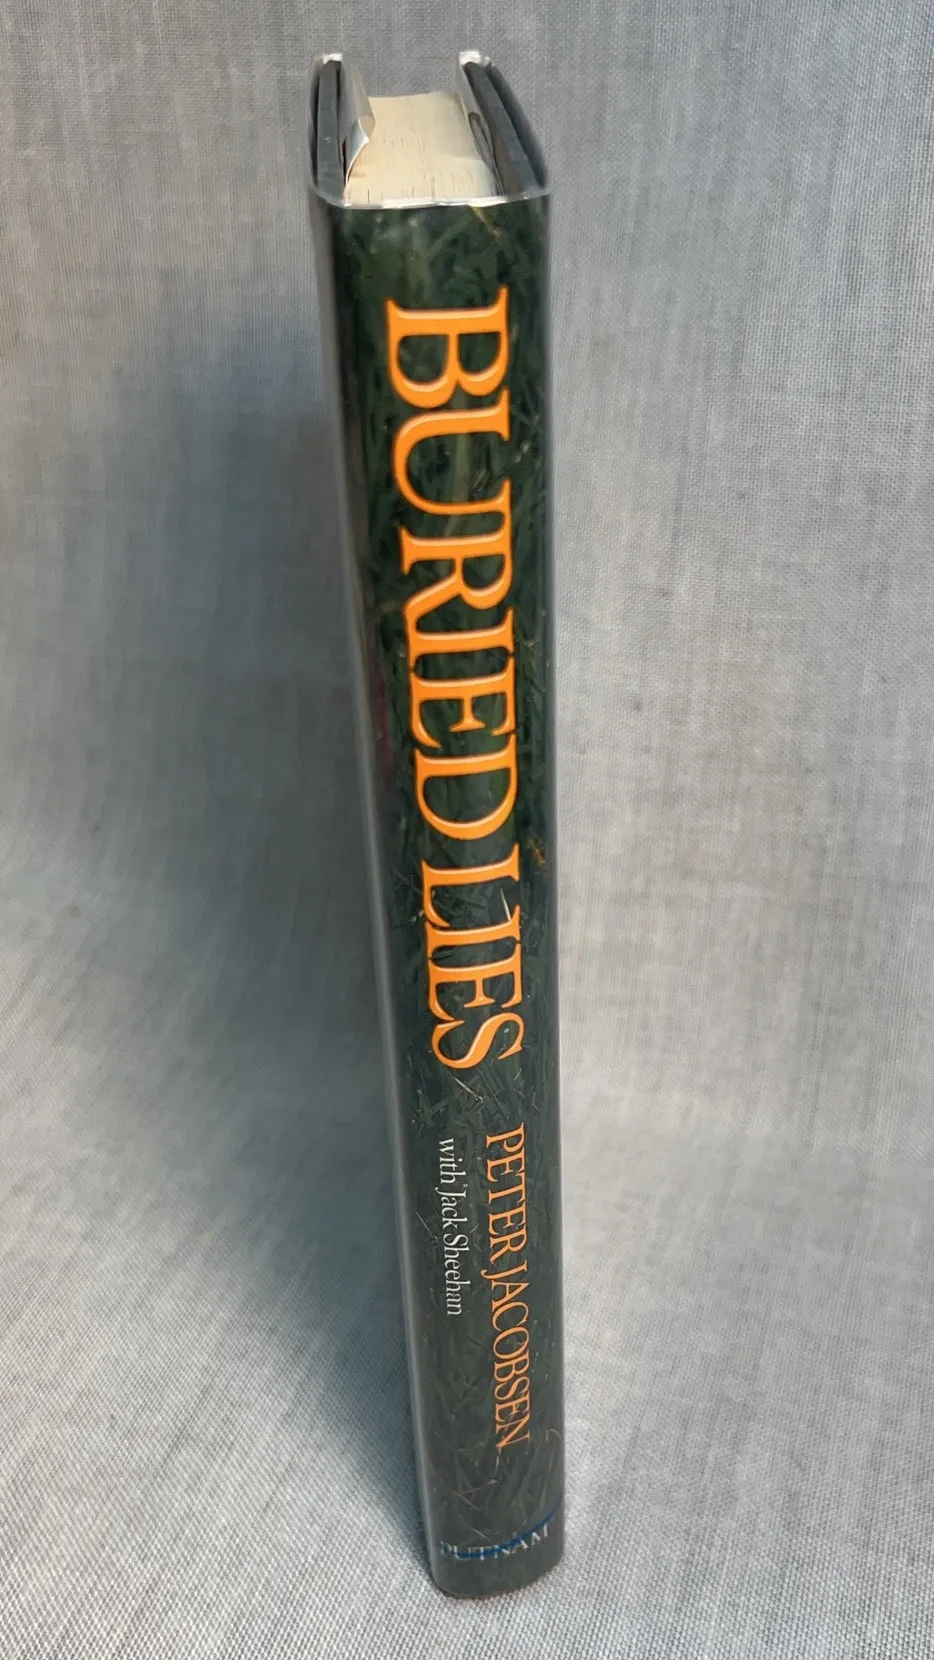 BURIED LIES
PETER JACOBSEN
with Jack Sheehan
PUTNAM